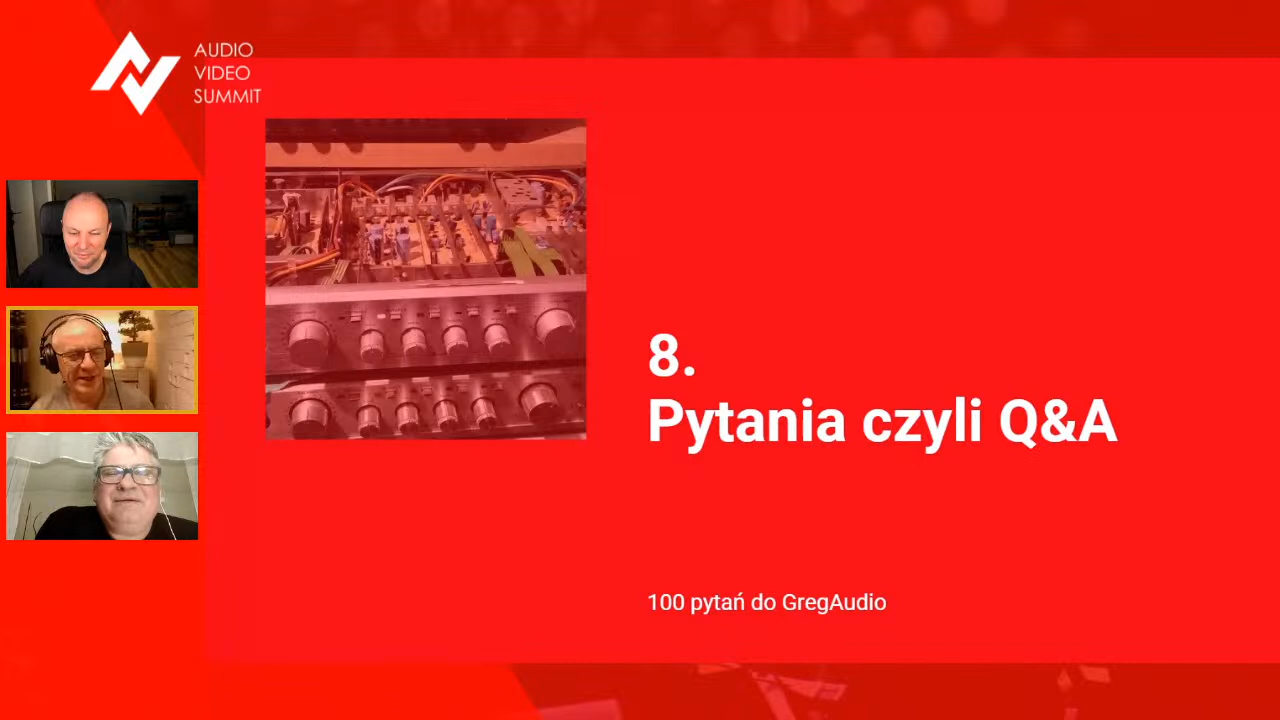 AUDIO
VIDEO
SUMMIT
8.
Pytania czyli Q&A
100 pytań do GregAudio